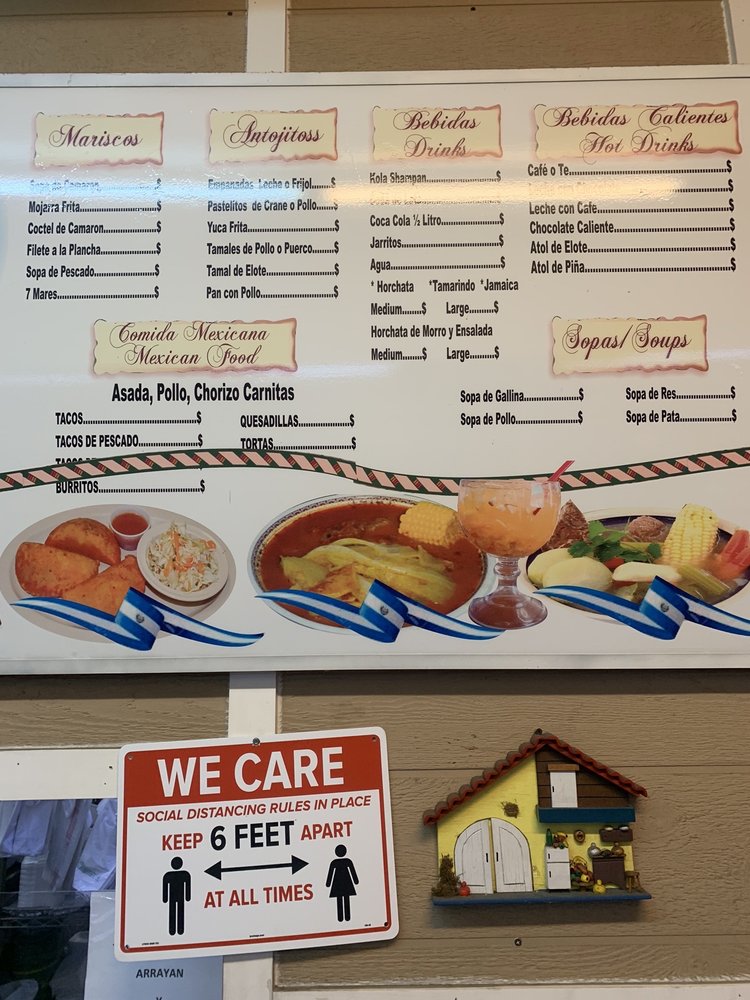 Mariscos
Sopa de Camaron..........$
Mojarra Frita..........$
Coctel de Camaron..........$
Filete a la Plancha..........$
Sopa de Pescado..........$
7 Mares..........$
Antojitoss
Empanadas Leche o Frijol..........$
Pastelitos de Crane o Pollo..........$
Yuca Frita..........$
Tamales de Pollo o Puerco..........$
Tamal de Elote..........$
Pan con Pollo..........$
Bebidas
Drinks
Kola Shampan..........$
Coca Cola ½ Litro..........$
Jarritos..........$
Agua..........$
* Horchata *Tamarindo *Jamaica
Medium........$ Large.........$
Horchata de Morro y Ensalada
Medium........$ Large.........$
Bebidas Calientes
Hot Drinks
Café o Te..........$
Leche con Cafe..........$
Chocolate Caliente..........$
Atol de Elote..........$
Atol de Piña..........$
Comida Mexicana
Mexican Food
Asada, Pollo, Chorizo Carnitas
TACOS..........$
TACOS DE PESCADO..........$
BURRITOS..........$
QUESADILLAS..........$
TORTAS..........$
Sopas/Soups
Sopa de Gallina..........$
Sopa de Pollo..........$
Sopa de Res..........$
Sopa de Pata..........$
WE CARE
SOCIAL DISTANCING RULES IN PLACE
KEEP 6 FEET APART
AT ALL TIMES
ARRAYAN
Y